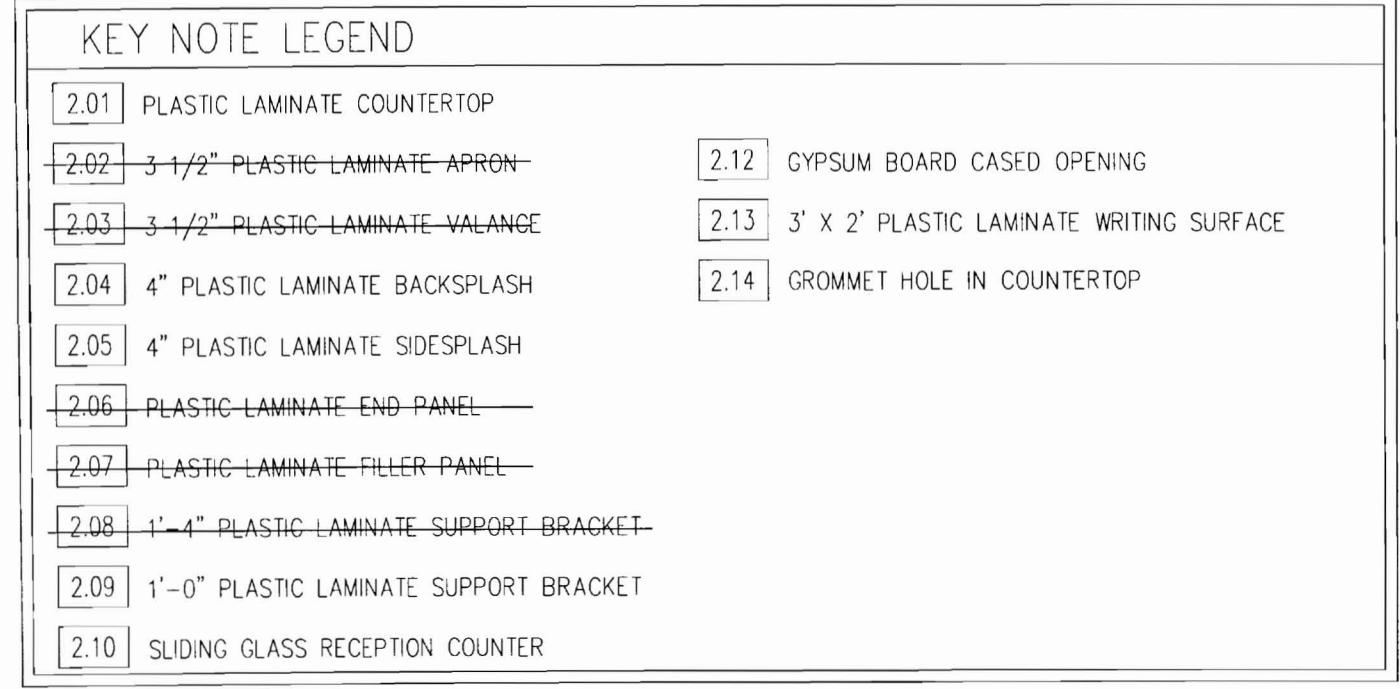 KEY NOTE LEGEND
2.01 PLASTIC LAMINATE COUNTERTOP
2.02 3-1/2" PLASTIC LAMINATE APRON
2.03 3-1/2" PLASTIC LAMINATE VALANCE
2.04 4" PLASTIC LAMINATE BACKSPLASH
2.05 4" PLASTIC LAMINATE SIDESPLASH
2.06 PLASTIC LAMINATE END PANEL
2.07 PLASTIC LAMINATE FILLER PANEL
2.08 1'-4" PLASTIC LAMINATE SUPPORT BRACKET
2.09 1'-0" PLASTIC LAMINATE SUPPORT BRACKET
2.10 SLIDING GLASS RECEPTION COUNTER
2.12 GYPSUM BOARD CASED OPENING
2.13 3' X 2' PLASTIC LAMINATE WRITING SURFACE
2.14 GROMMET HOLE IN COUNTERTOP